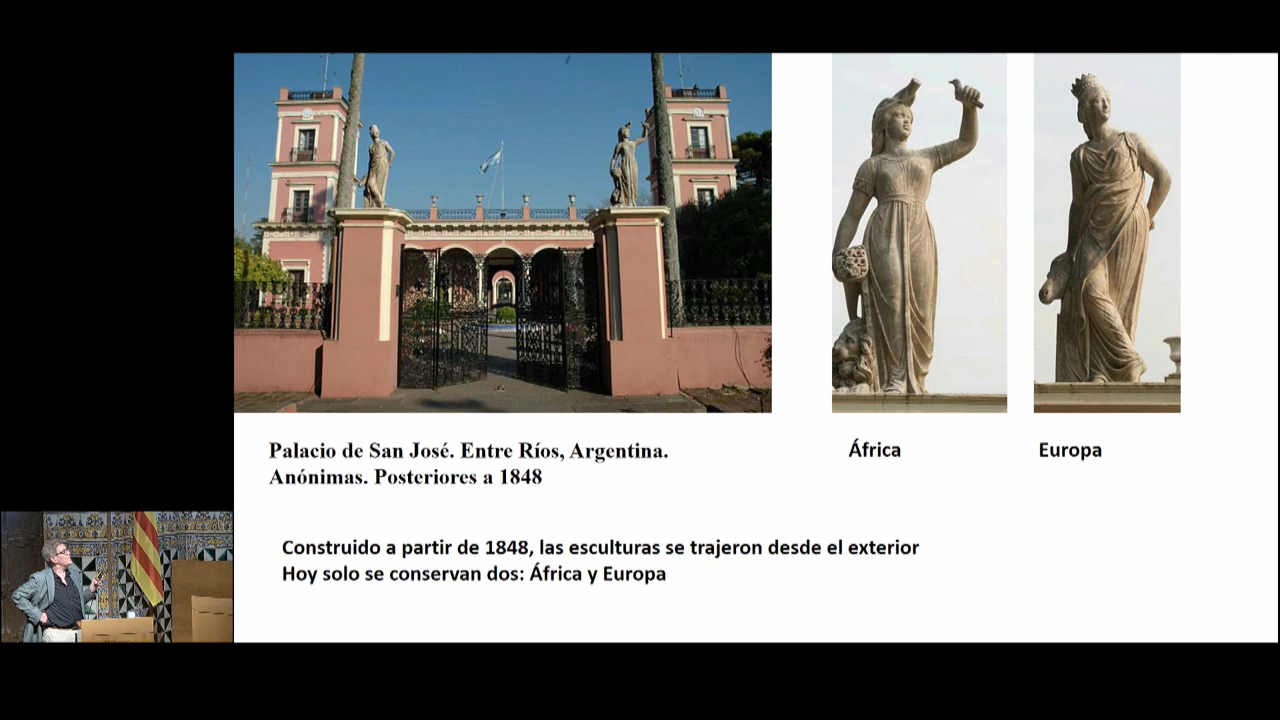 Palacio de San José. Entre Ríos, Argentina.
Anónimas. Posteriores a 1848
África
Europa
Construido a partir de 1848, las esculturas se trajeron desde el exterior
Hoy solo se conservan dos: África y Europa